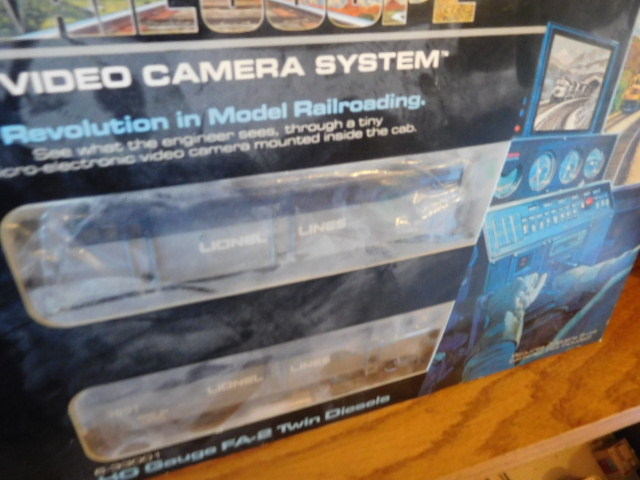 VIDEO CAMERA SYSTEM™
Revolution in Model Railroading.
See what the engineer sees, through a tiny
micro-electronic video camera mounted inside the cab.
LIONEL LINES
LIONEL LINES
HO Gauge FA-2 Twin Diesels